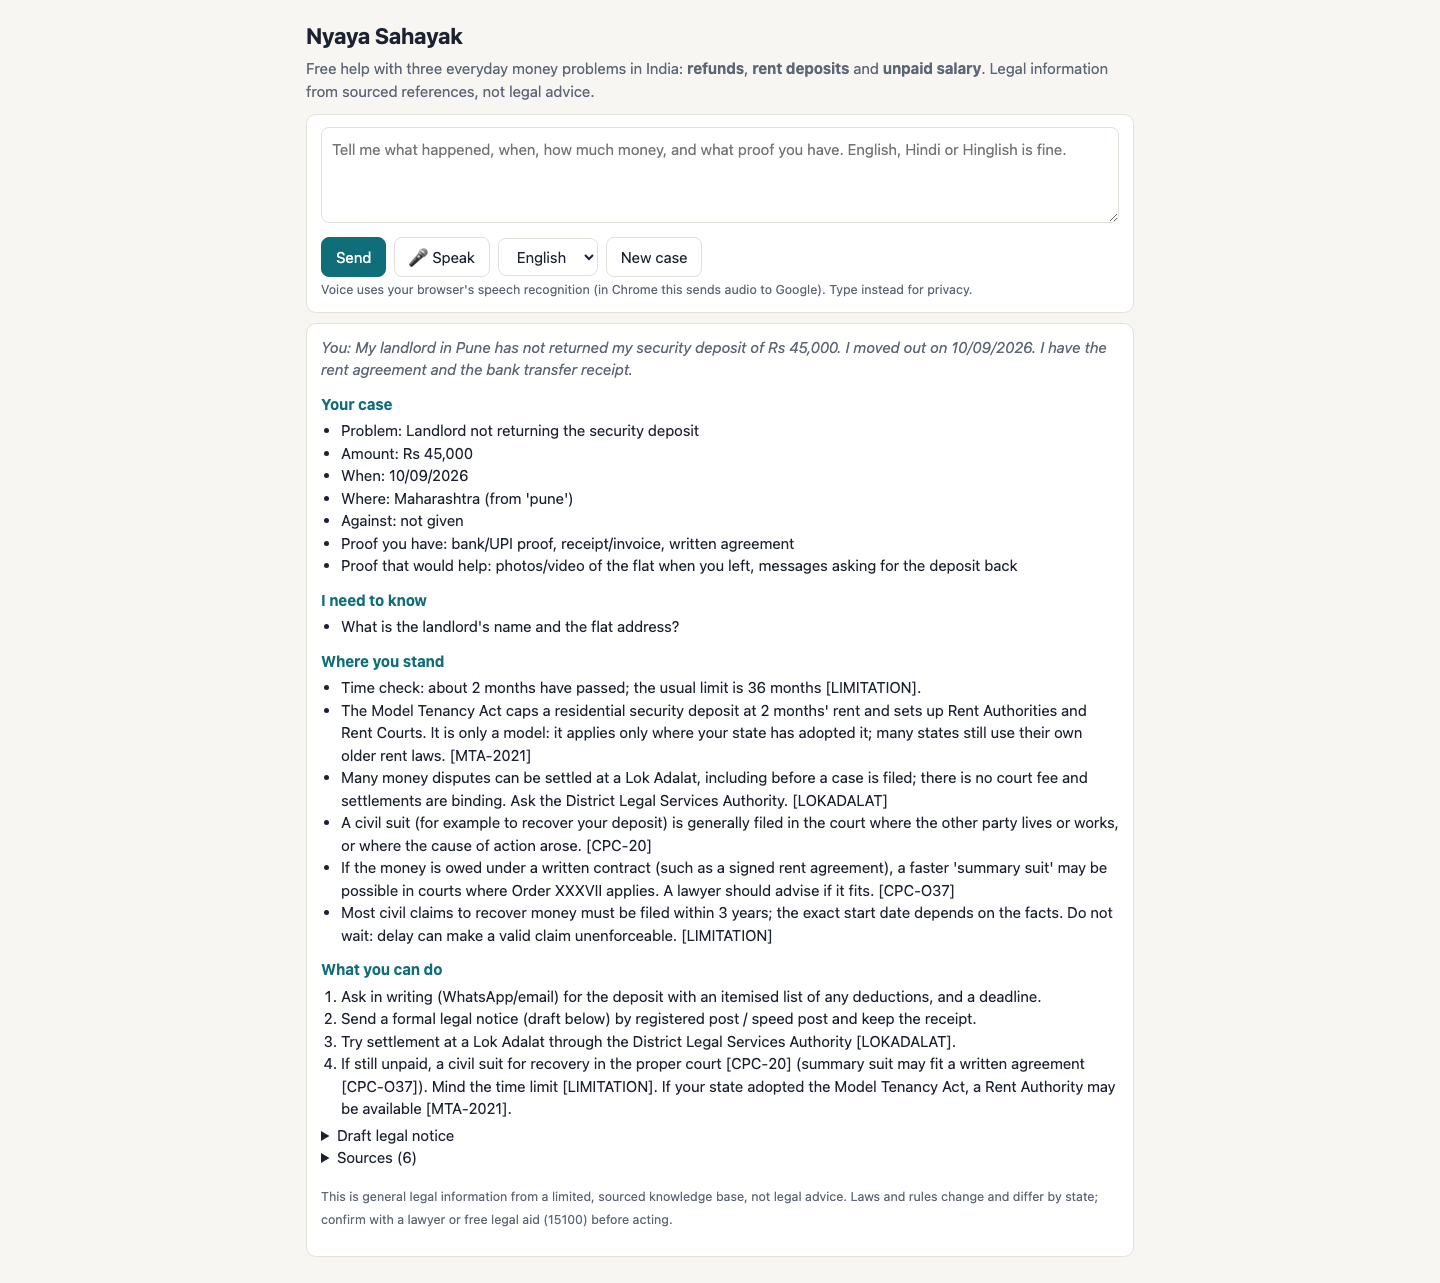 Nyaya Sahayak
Free help with three everyday money problems in India: refunds, rent deposits and unpaid salary. Legal information
from sourced references, not legal advice.
Tell me what happened, when, how much money, and what proof you have. English, Hindi or Hinglish is fine.
Send
🎤 Speak
English
New case
Voice uses your browser's speech recognition (in Chrome this sends audio to Google). Type instead for privacy.
You: My landlord in Pune has not returned my security deposit of Rs 45,000. I moved out on 10/09/2026. I have the
rent agreement and the bank transfer receipt.
Your case
• Problem: Landlord not returning the security deposit
• Amount: Rs 45,000
• When: 10/09/2026
• Where: Maharashtra (from 'pune')
• Against: not given
• Proof you have: bank/UPI proof, receipt/invoice, written agreement
• Proof that would help: photos/video of the flat when you left, messages asking for the deposit back
I need to know
• What is the landlord's name and the flat address?
Where you stand
• Time check: about 2 months have passed; the usual limit is 36 months [LIMITATION].
• The Model Tenancy Act caps a residential security deposit at 2 months' rent and sets up Rent Authorities and
Rent Courts. It is only a model: it applies only where your state has adopted it; many states still use their own
older rent laws. [MTA-2021]
• Many money disputes can be settled at a Lok Adalat, including before a case is filed; there is no court fee and
settlements are binding. Ask the District Legal Services Authority. [LOKADALAT]
• A civil suit (for example to recover your deposit) is generally filed in the court where the other party lives or works,
or where the cause of action arose. [CPC-20]
• If the money is owed under a written contract (such as a signed rent agreement), a faster 'summary suit' may be
possible in courts where Order XXXVII applies. A lawyer should advise if it fits. [CPC-O37]
• Most civil claims to recover money must be filed within 3 years; the exact start date depends on the facts. Do not
wait: delay can make a valid claim unenforceable. [LIMITATION]
What you can do
1. Ask in writing (WhatsApp/email) for the deposit with an itemised list of any deductions, and a deadline.
2. Send a formal legal notice (draft below) by registered post / speed post and keep the receipt.
3. Try settlement at a Lok Adalat through the District Legal Services Authority [LOKADALAT].
4. If still unpaid, a civil suit for recovery in the proper court [CPC-20] (summary suit may fit a written agreement
[CPC-O37]). Mind the time limit [LIMITATION]. If your state adopted the Model Tenancy Act, a Rent Authority may
be available [MTA-2021].
▶ Draft legal notice
▶ Sources (6)
This is general legal information from a limited, sourced knowledge base, not legal advice. Laws and rules change and differ by state;
confirm with a lawyer or free legal aid (15100) before acting.